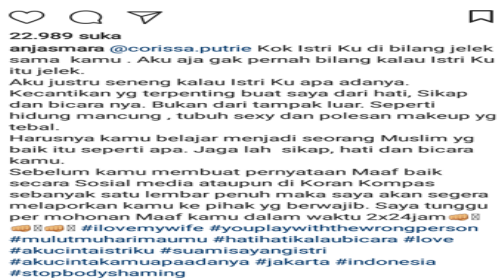 22.989 suka
anjasmara @corissa.putrie Kok Istri Ku di bilang jelek
sama kamu . Aku aja gak pernah bilang kalau Istri Ku
itu jelek.
Aku justru seneng kalau Istri Ku apa adanya.
Kecantikan yg terpenting buat saya dari hati, Sikap
dan bicara nya. Bukan dari tampak luar. Seperti
hidung mancung , tubuh sexy dan polesan makeup yg
tebal.
Harusnya kamu belajar menjadi seorang Muslim yg
baik itu seperti apa. Jaga lah sikap, hati dan bicara
kamu.
Sebelum kamu membuat pernyataan Maaf baik
secara Sosial media ataupun di Koran Kompas
sebanyak satu lembar penuh maka saya akan segera
melaporkan kamu ke pihak yg berwajib. Saya tunggu
per mohonan Maaf kamu dalam waktu 2x24jam
#ilovemywife #youplaywiththewrongperson
#mulutmuharimaumu #hatihatikalaubicara #love
#akucintaistriku #suamisayangistri
#akucintakamuapaadanya #jakarta #indonesia
#stopbodyshaming